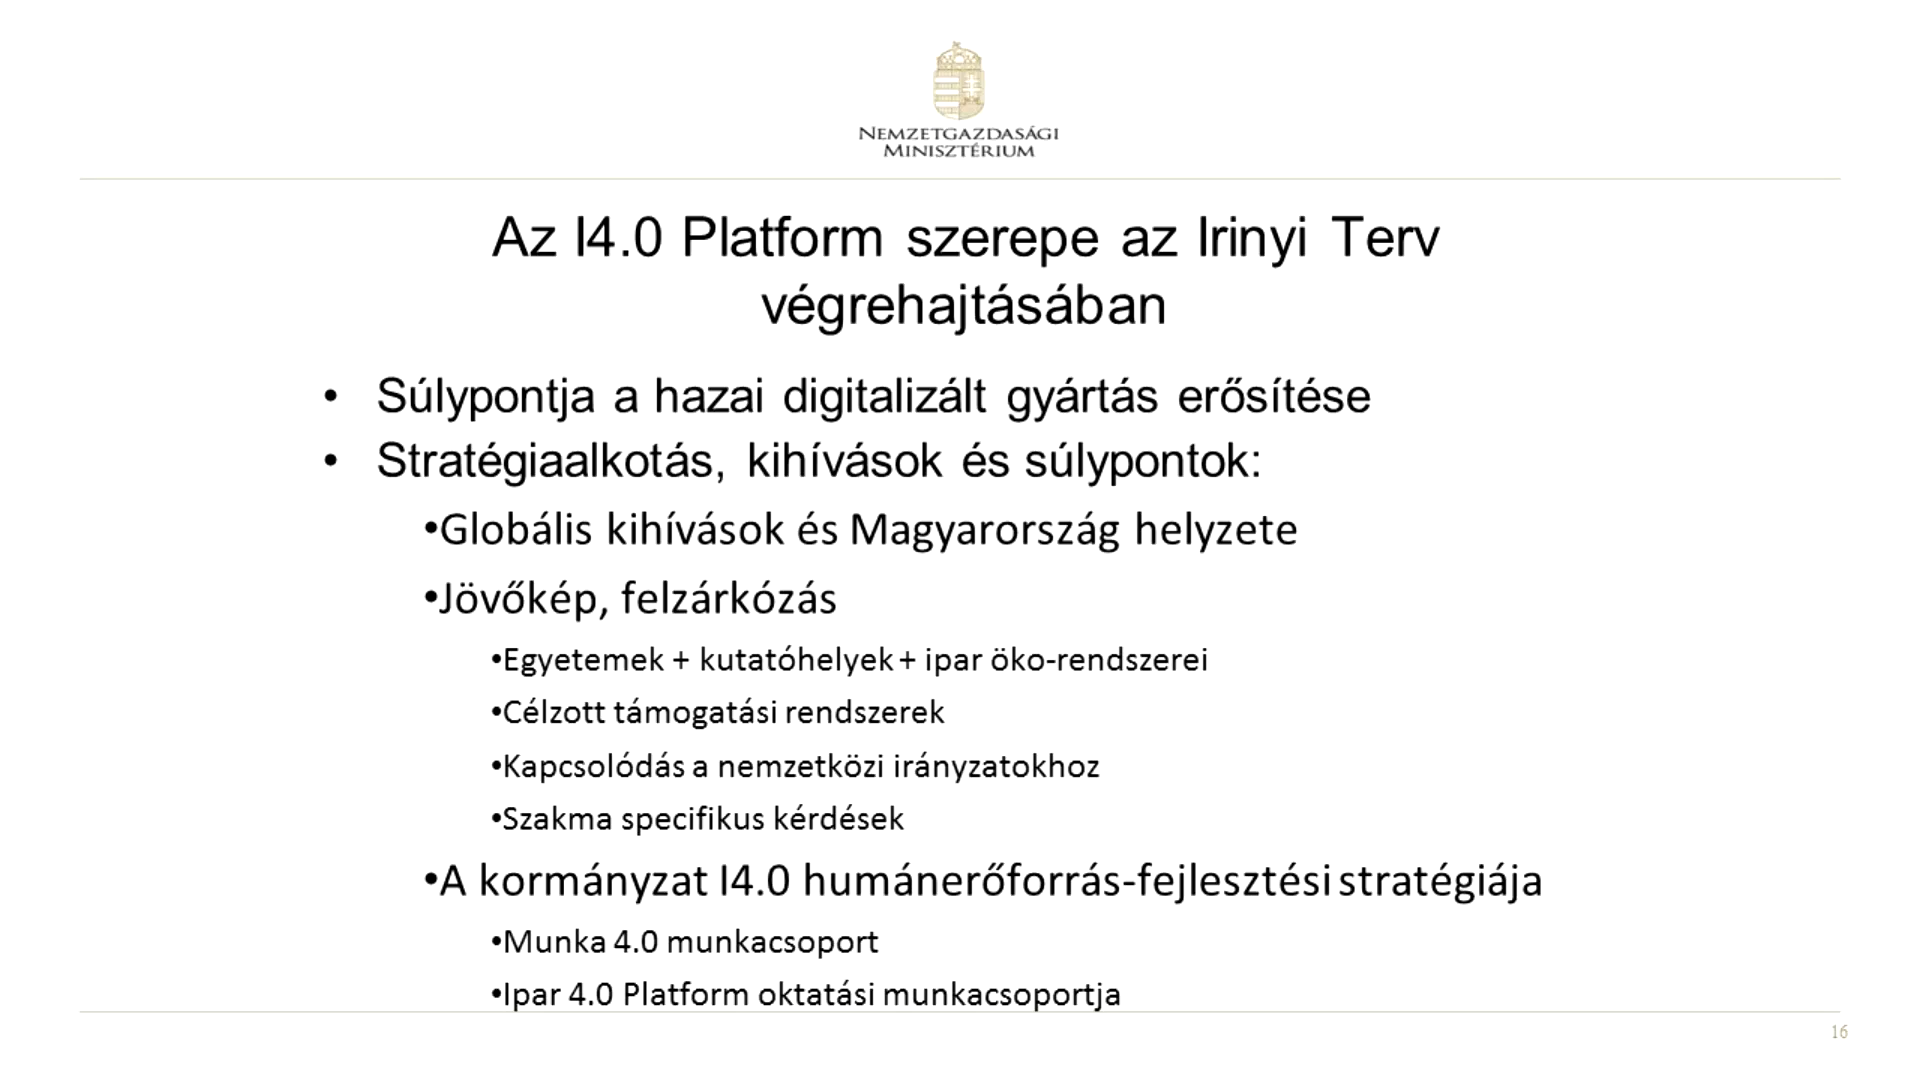 NEMZETGAZDASÁGI
MINISZTÉRIUM
Az I4.0 Platform szerepe az Irinyi Terv
végrehajtásában
• Súlypontja a hazai digitalizált gyártás erősítése
• Stratégiaalkotás, kihívások és súlypontok:
•Globális kihívások és Magyarország helyzete
•Jövőkép, felzárkózás
•Egyetemek + kutatóhelyek + ipar öko-rendszerei
•Célzott támogatási rendszerek
•Kapcsolódás a nemzetközi irányzatokhoz
•Szakma specifikus kérdések
•A kormányzat I4.0 humánerőforrás-fejlesztési stratégiája
•Munka 4.0 munkacsoport
•Ipar 4.0 Platform oktatási munkacsoportja
16